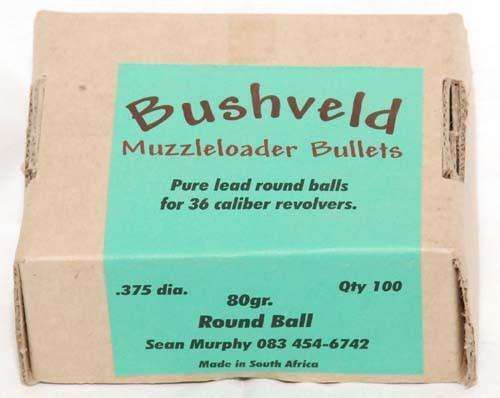 Bushveld
Muzzleloader Bullets
Pure lead round balls
for 36 caliber revolvers.
.375 dia.
Qty 100
80gr.
Round Ball
Sean Murphy 083 454-6742
Made in South Africa